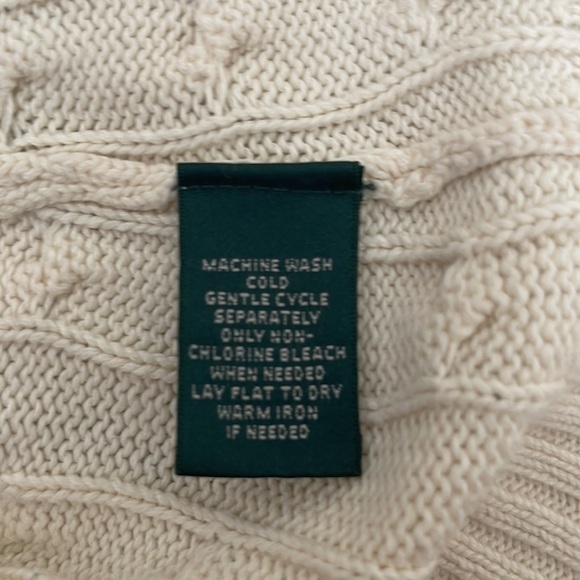 MACHINE WASH
COLD
GENTLE CYCLE
SEPARATELY
ONLY NON-
CHLORINE BLEACH
WHEN NEEDED
LAY FLAT TO DRY
WARM IRON
IF NEEDED